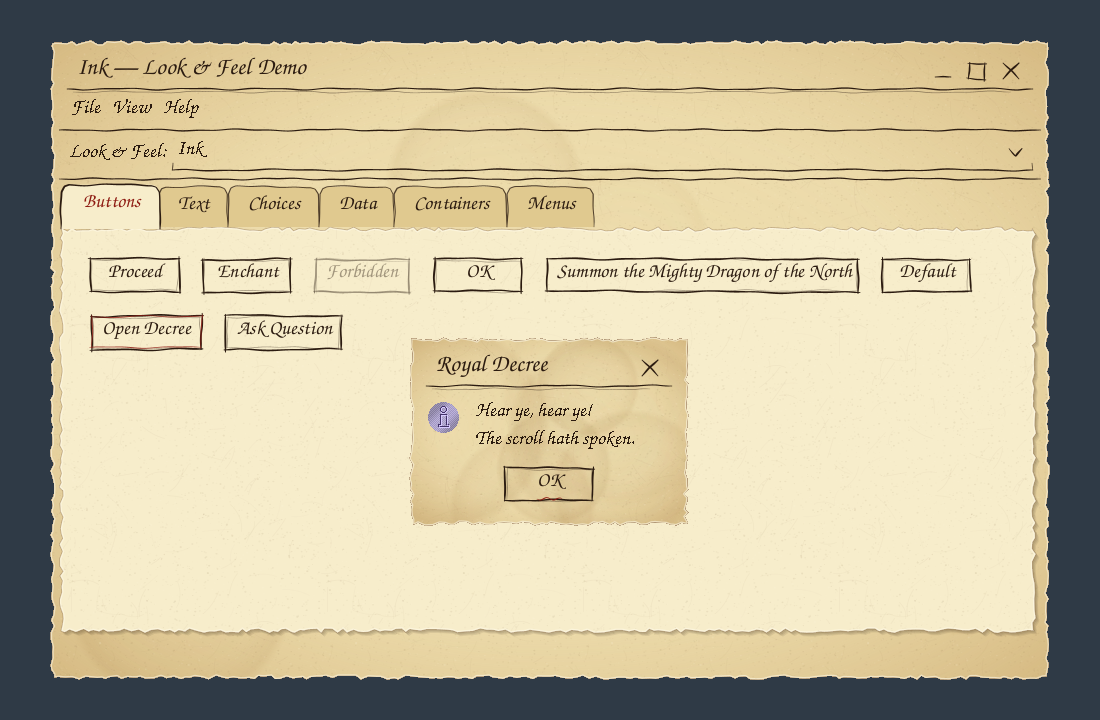 Ink — Look & Feel Demo
File View Help
Look & Feel: Ink
Buttons Text Choices Data Containers Menus
Proceed Enchant Forbidden OK Summon the Mighty Dragon of the North Default
Open Decree Ask Question
Royal Decree
Hear ye, hear ye!
The scroll hath spoken.
OK